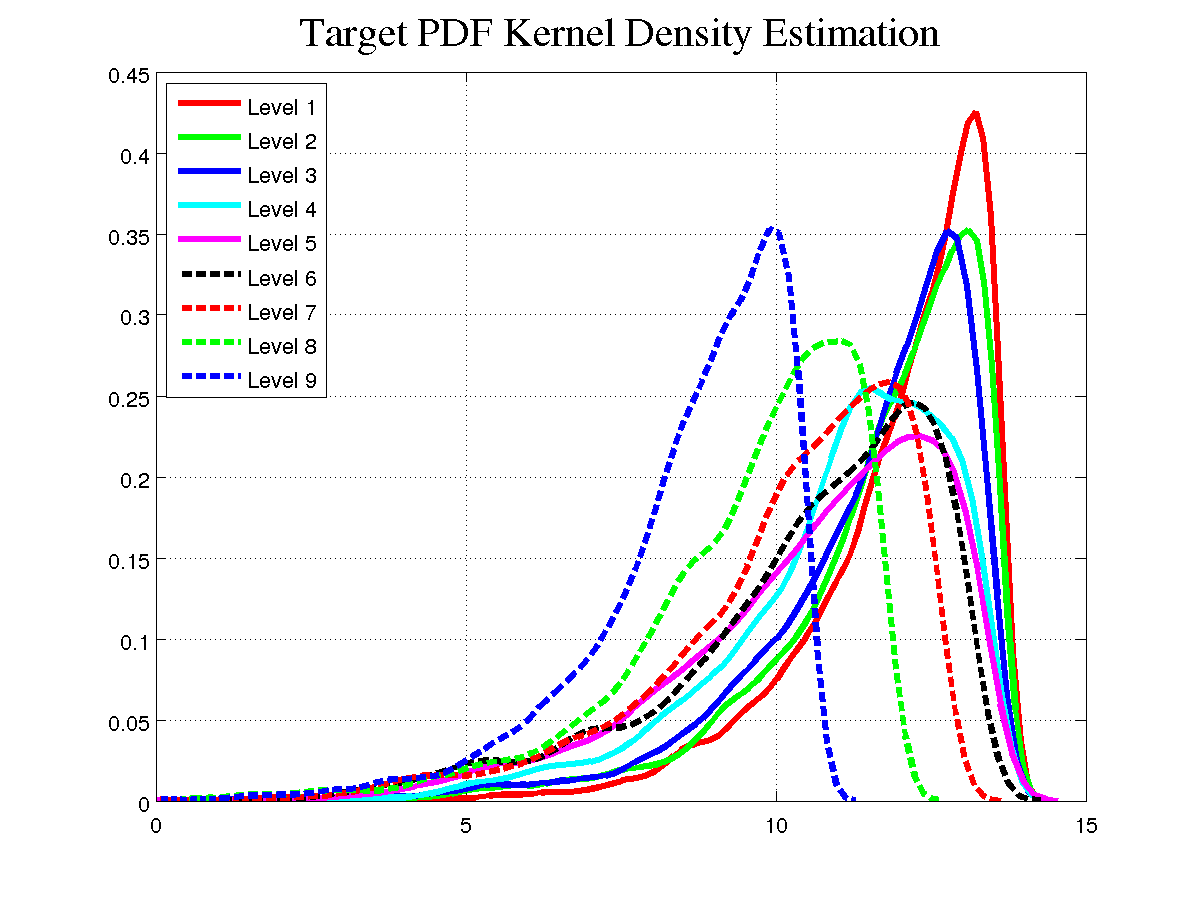 Target PDF Kernel Density Estimation
0.45
0.4
0.35
0.3
0.25
0.2
0.15
0.1
0.05
0
Level 1
Level 2
Level 3
Level 4
Level 5
Level 6
Level 7
Level 8
Level 9
0 5 10 15